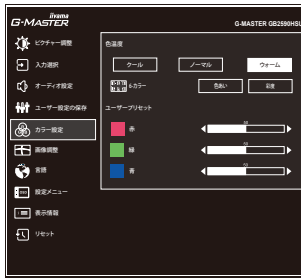 iiyama
G-MASTER
G-MASTER GB2590HSU
ピクチャー調整
入力選択
オーディオ設定
ユーザー設定の保存
カラー設定
画像調整
言語
設定メニュー
表示情報
リセット
色温度
クール
ノーマル
ウォーム
6-カラー
色あい
彩度
ユーザープリセット
赤
50
緑
50
青
50